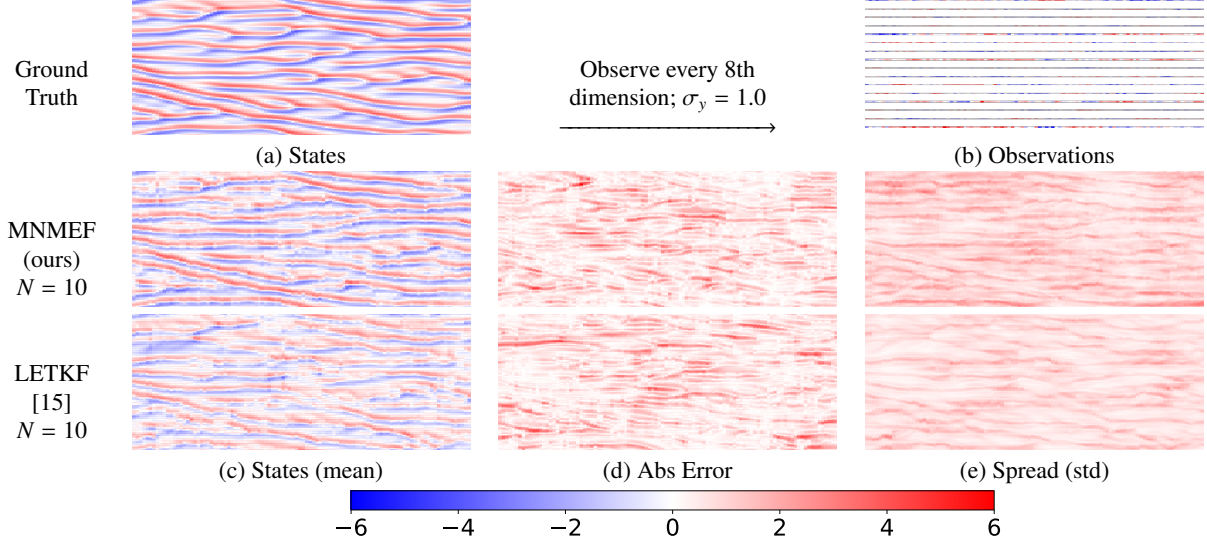 Ground
Truth
Observe every 8th
dimension; σ_y = 1.0
(a) States
(b) Observations
MNMEF
(ours)
N = 10
LETKF
[15]
N = 10
(c) States (mean)
(d) Abs Error
(e) Spread (std)
−6 −4 −2 0 2 4 6